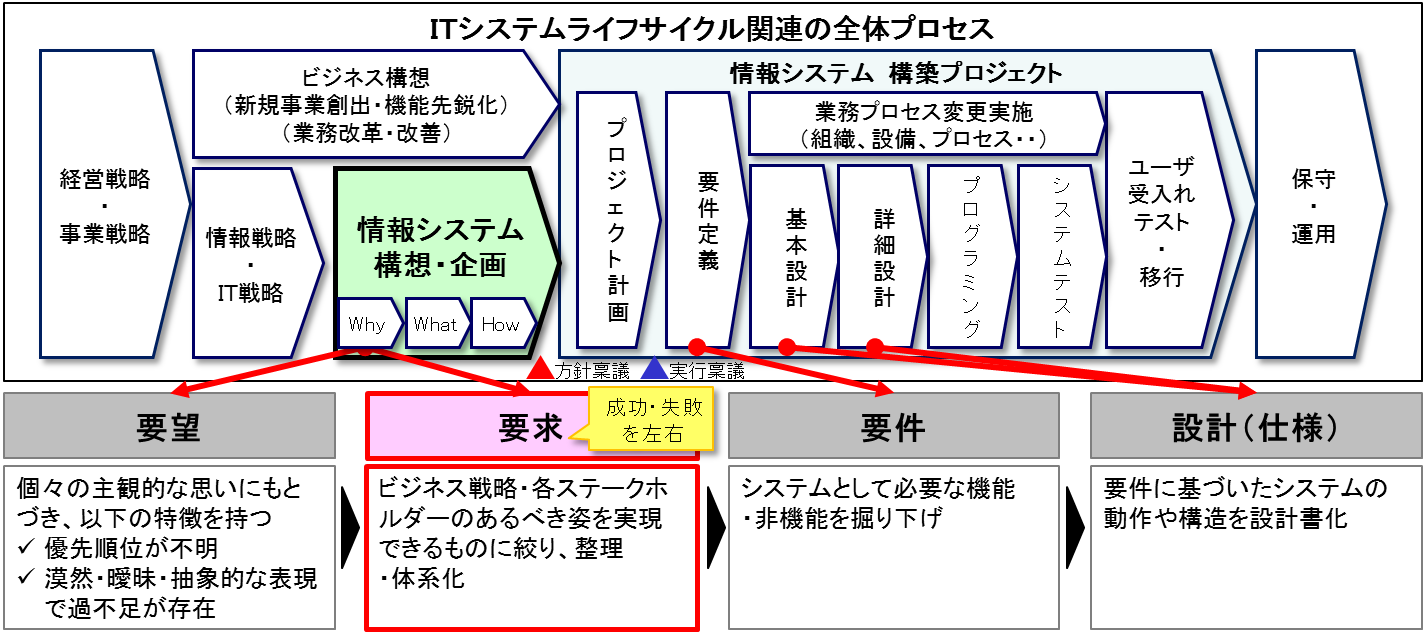 ITシステムライフサイクル関連の全体プロセス
経営戦略
・
事業戦略
ビジネス構想
（新規事業創出・機能先鋭化）
（業務改革・改善）
情報戦略
・
IT戦略
情報システム
構想・企画
Why
What
How
情報システム 構築プロジェクト
プロジェクト計画
要件定義
業務プロセス変更実施
（組織、設備、プロセス・・）
基本設計
詳細設計
プログラミング
システムテスト
ユーザ
受入れ
テスト
・
移行
保守
・
運用
方針稟議
実行稟議
要望
個々の主観的な思いにもと
づき、以下の特徴を持つ
✓ 優先順位が不明
✓ 漠然・曖昧・抽象的な表現
で過不足が存在
要求
成功・失敗
を左右
ビジネス戦略・各ステークホ
ルダーのあるべき姿を実現
できるものに絞り、整理
・体系化
要件
システムとして必要な機能
・非機能を掘り下げ
設計（仕様）
要件に基づいたシステムの
動作や構造を設計書化